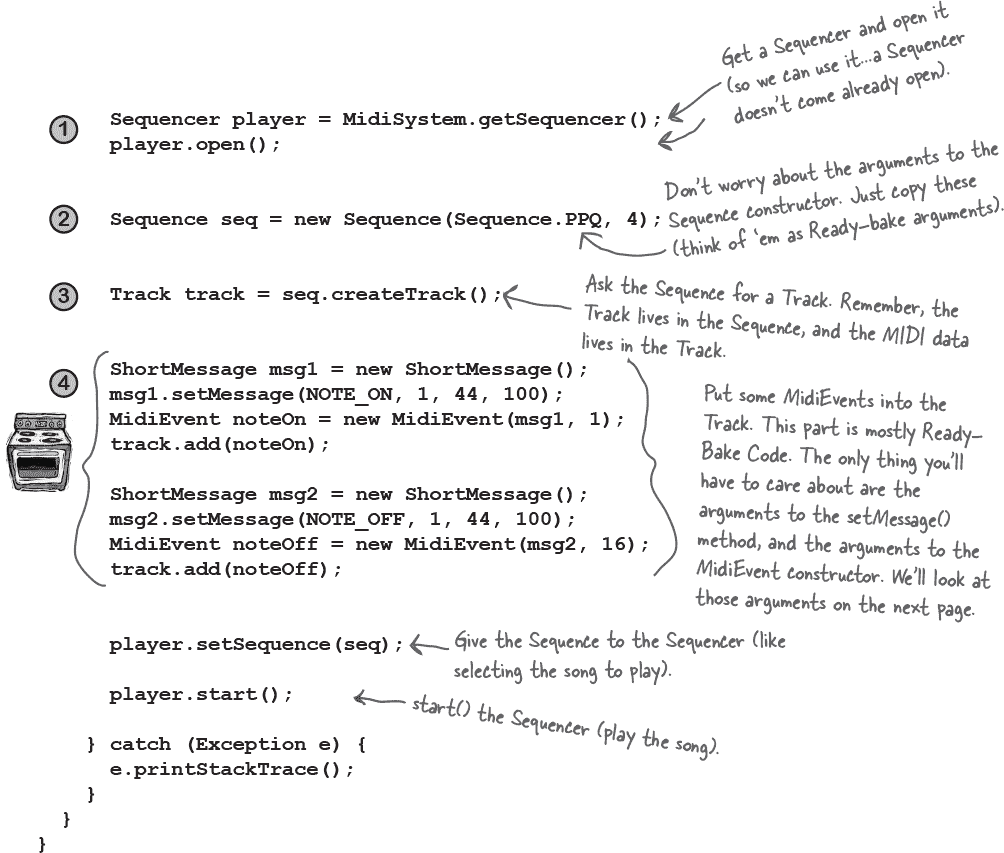 Get a Sequencer and open it
(so we can use it...a Sequencer
doesn't come already open).
1
Sequencer player = MidiSystem.getSequencer();
player.open();
Don't worry about the arguments to the
Sequence constructor. Just copy these
(think of 'em as Ready-bake arguments).
2
Sequence seq = new Sequence(Sequence.PPQ, 4);
3
Track track = seq.createTrack();
Ask the Sequence for a Track. Remember, the
Track lives in the Sequence, and the MIDI data
lives in the Track.
4
ShortMessage msg1 = new ShortMessage();
msg1.setMessage(NOTE_ON, 1, 44, 100);
MidiEvent noteOn = new MidiEvent(msg1, 1);
track.add(noteOn);
ShortMessage msg2 = new ShortMessage();
msg2.setMessage(NOTE_OFF, 1, 44, 100);
MidiEvent noteOff = new MidiEvent(msg2, 16);
track.add(noteOff);
Put some MidiEvents into the
Track. This part is mostly Ready-
Bake Code. The only thing you'll
have to care about are the
arguments to the setMessage()
method, and the arguments to the
MidiEvent constructor. We'll look at
those arguments on the next page.
player.setSequence(seq);
Give the Sequence to the Sequencer (like
selecting the song to play).
player.start();
start() the Sequencer (play the song).
} catch (Exception e) {
e.printStackTrace();
}
}
}